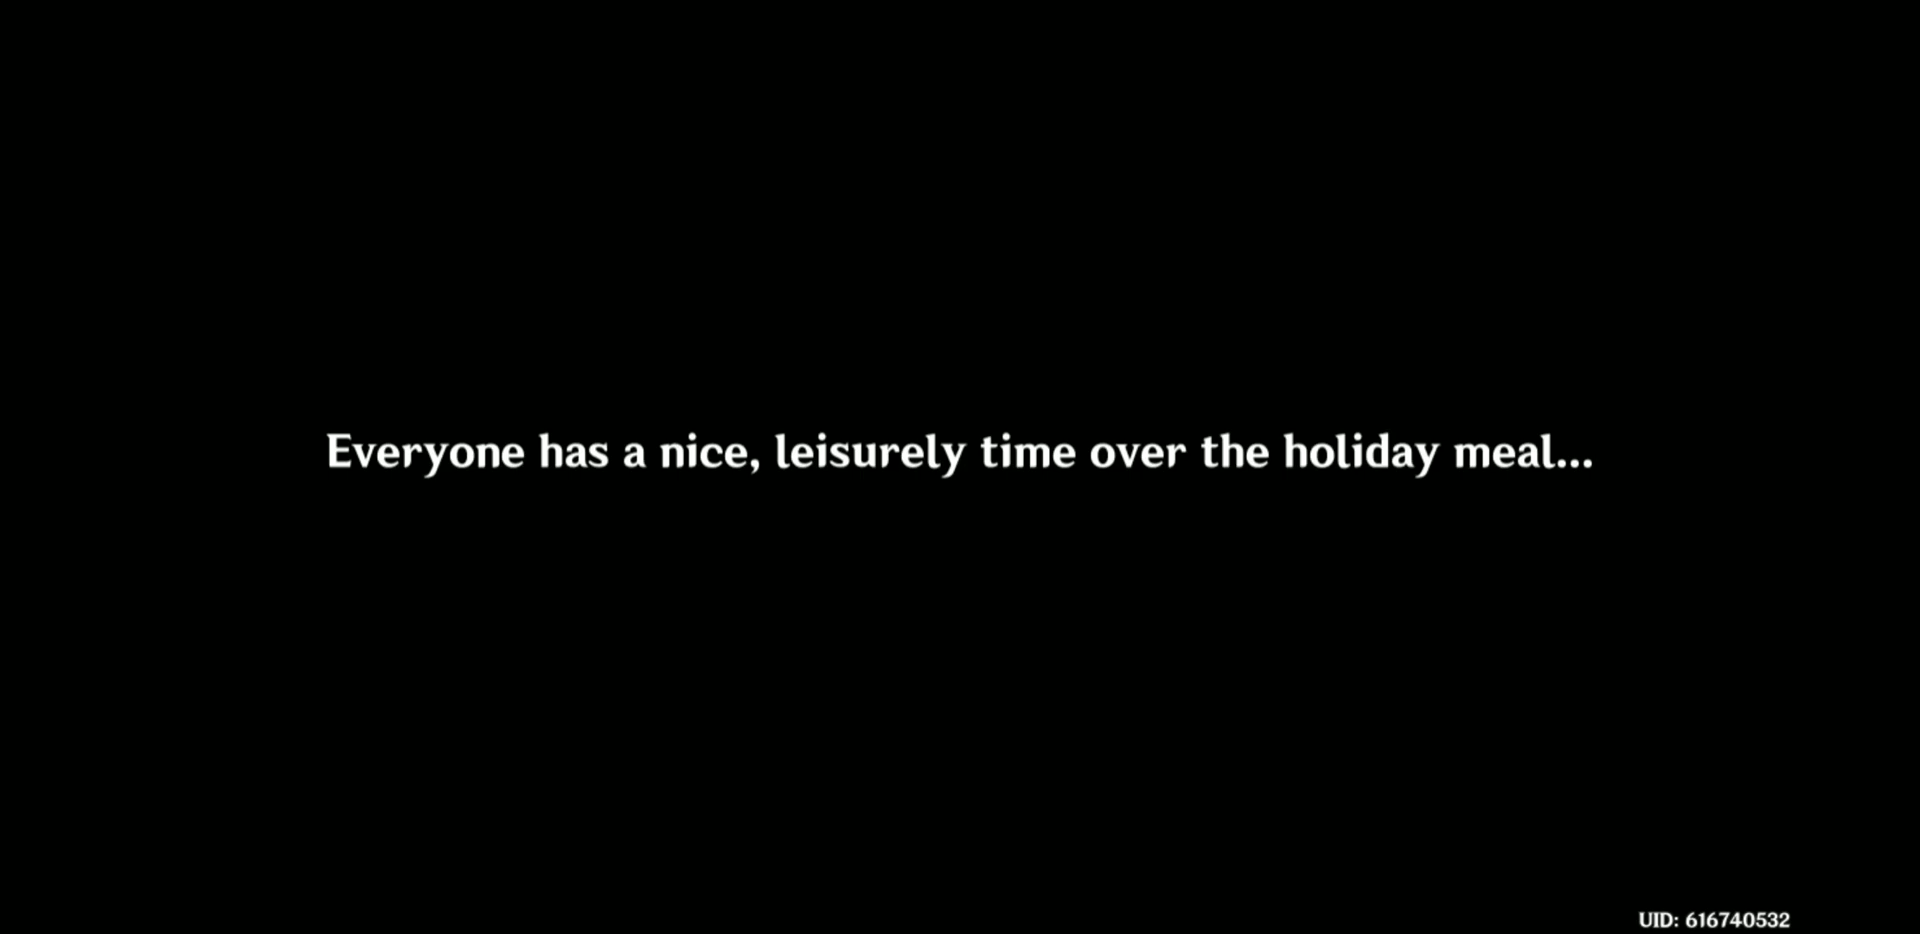 Everyone has a nice, leisurely time over the holiday meal...
UID: 616740532